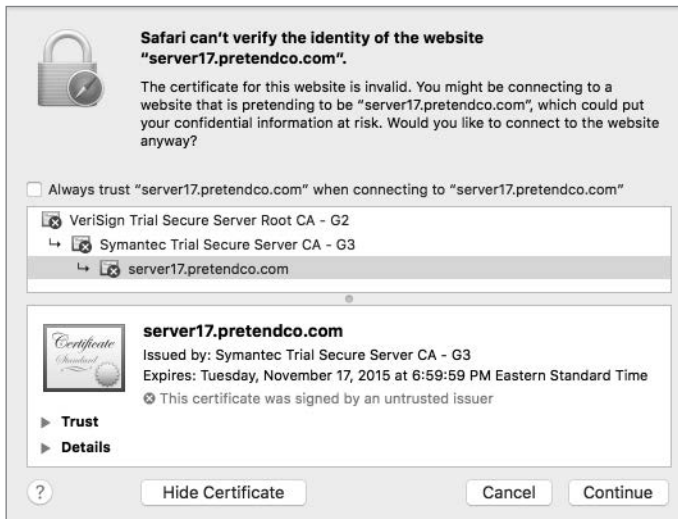 Safari can't verify the identity of the website
“server17.pretendco.com”.
The certificate for this website is invalid. You might be connecting to a
website that is pretending to be “server17.pretendco.com”, which could put
your confidential information at risk. Would you like to connect to the website
anyway?
Always trust “server17.pretendco.com” when connecting to “server17.pretendco.com”
VeriSign Trial Secure Server Root CA - G2
Symantec Trial Secure Server CA - G3
server17.pretendco.com
Certificate
Standard
server17.pretendco.com
Issued by: Symantec Trial Secure Server CA - G3
Expires: Tuesday, November 17, 2015 at 6:59:59 PM Eastern Standard Time
This certificate was signed by an untrusted issuer
Trust
Details
? Hide Certificate Cancel Continue